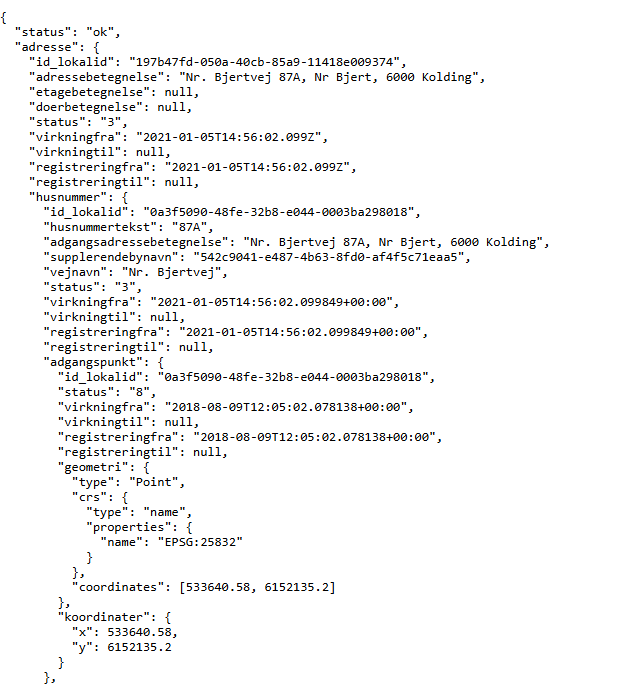 {
  "status": "ok",
  "adresse": {
    "id_lokalid": "197b47fd-050a-40cb-85a9-11418e009374",
    "adressebetegnelse": "Nr. Bjertvej 87A, Nr Bjert, 6000 Kolding",
    "etagebetegnelse": null,
    "doerbetegnelse": null,
    "status": "3",
    "virkningfra": "2021-01-05T14:56:02.099Z",
    "virkningtil": null,
    "registreringfra": "2021-01-05T14:56:02.099Z",
    "registreringtil": null,
    "husnummer": {
      "id_lokalid": "0a3f5090-48fe-32b8-e044-0003ba298018",
      "husnummertekst": "87A",
      "adgangsadressebetegnelse": "Nr. Bjertvej 87A, Nr Bjert, 6000 Kolding",
      "supplerendebynavn": "542c9041-e487-4b63-8fd0-af4f5c71eaa5",
      "vejnavn": "Nr. Bjertvej",
      "status": "3",
      "virkningfra": "2021-01-05T14:56:02.099849+00:00",
      "virkningtil": null,
      "registreringfra": "2021-01-05T14:56:02.099849+00:00",
      "registreringtil": null,
      "adgangspunkt": {
        "id_lokalid": "0a3f5090-48fe-32b8-e044-0003ba298018",
        "status": "8",
        "virkningfra": "2018-08-09T12:05:02.078138+00:00",
        "virkningtil": null,
        "registreringfra": "2018-08-09T12:05:02.078138+00:00",
        "registreringtil": null,
        "geometri": {
          "type": "Point",
          "crs": {
            "type": "name",
            "properties": {
              "name": "EPSG:25832"
            }
          },
          "coordinates": [533640.58, 6152135.2]
        },
        "koordinater": {
          "x": 533640.58,
          "y": 6152135.2
        }
      },